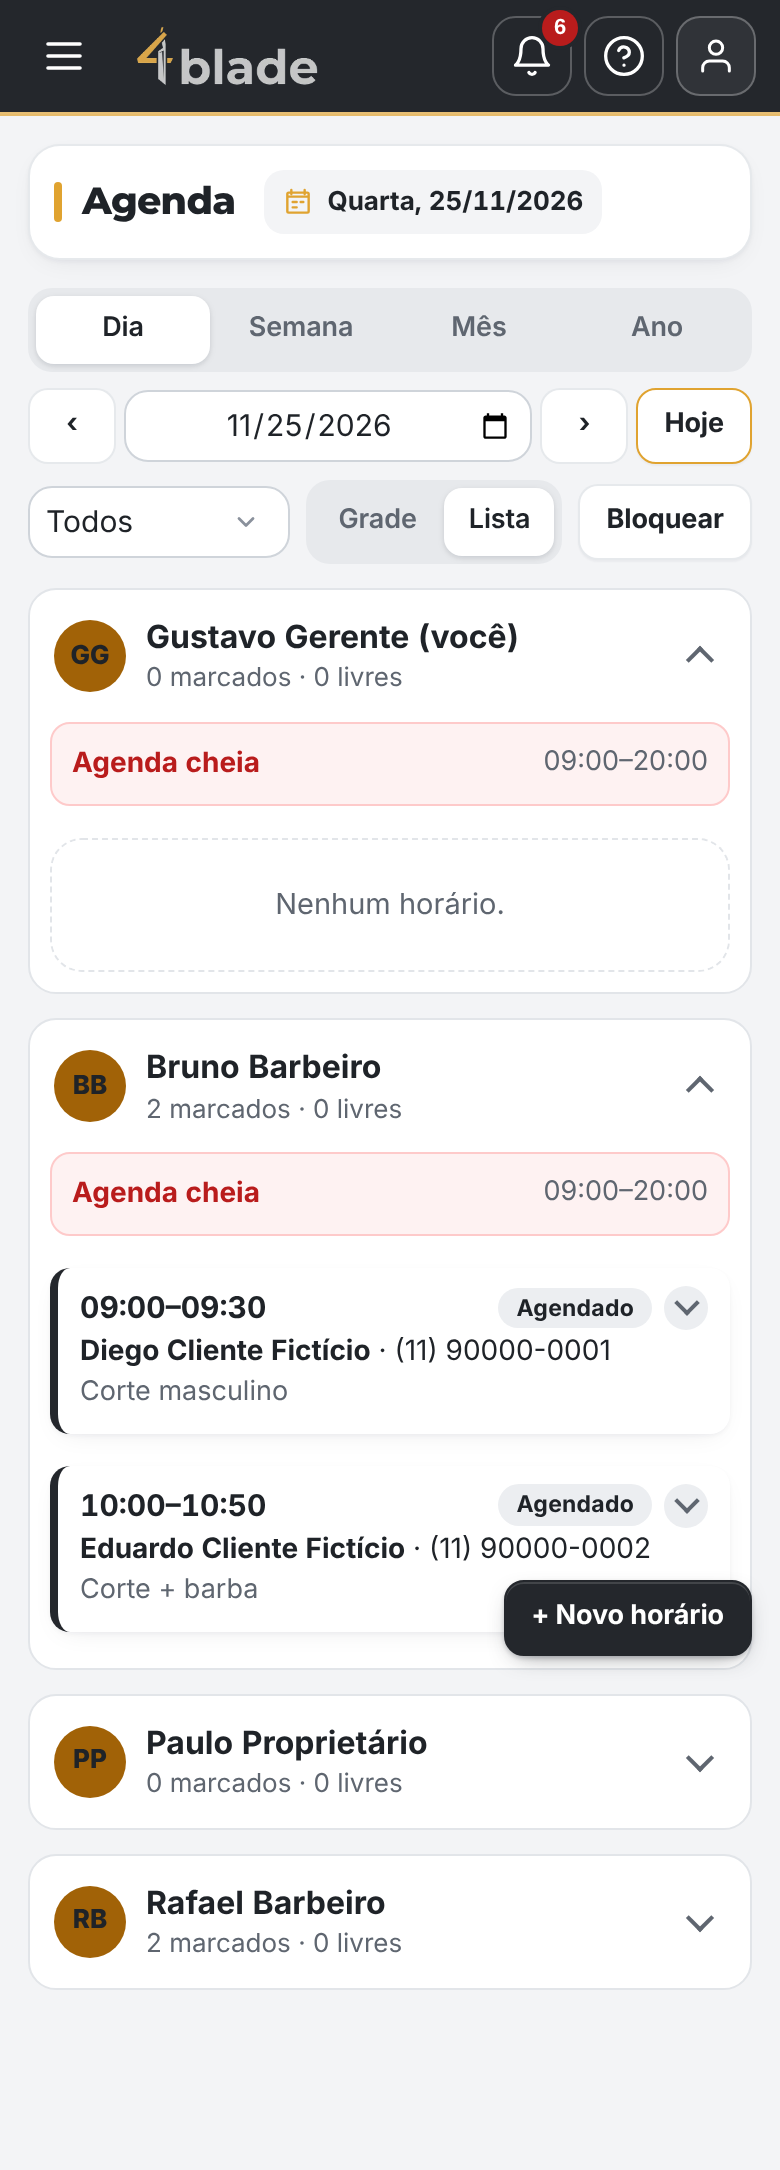 4blade
6
Agenda
Quarta, 25/11/2026
Dia Semana Mês Ano
‹ 11/25/2026 › Hoje
Todos Grade Lista Bloquear
GG Gustavo Gerente (você)
0 marcados · 0 livres
Agenda cheia 09:00–20:00
Nenhum horário.
BB Bruno Barbeiro
2 marcados · 0 livres
Agenda cheia 09:00–20:00
09:00–09:30 Agendado
Diego Cliente Fictício · (11) 90000-0001
Corte masculino
10:00–10:50 Agendado
Eduardo Cliente Fictício · (11) 90000-0002
Corte + barba
+ Novo horário
PP Paulo Proprietário
0 marcados · 0 livres
RB Rafael Barbeiro
2 marcados · 0 livres